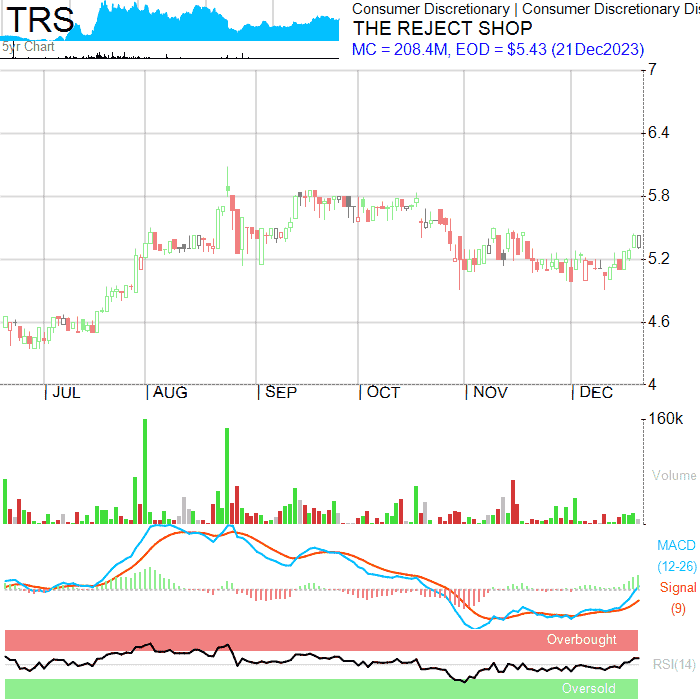 TRS
5yr Chart
Consumer Discretionary | Consumer Discretionary Dis
THE REJECT SHOP
MC = 208.4M, EOD = $5.43 (21Dec2023)
7
6.4
5.8
5.2
4.6
4
| JUL | AUG | SEP | OCT | NOV | DEC
160k
Volume
MACD
(12-26)
Signal
(9)
Overbought
RSI(14)
Oversold